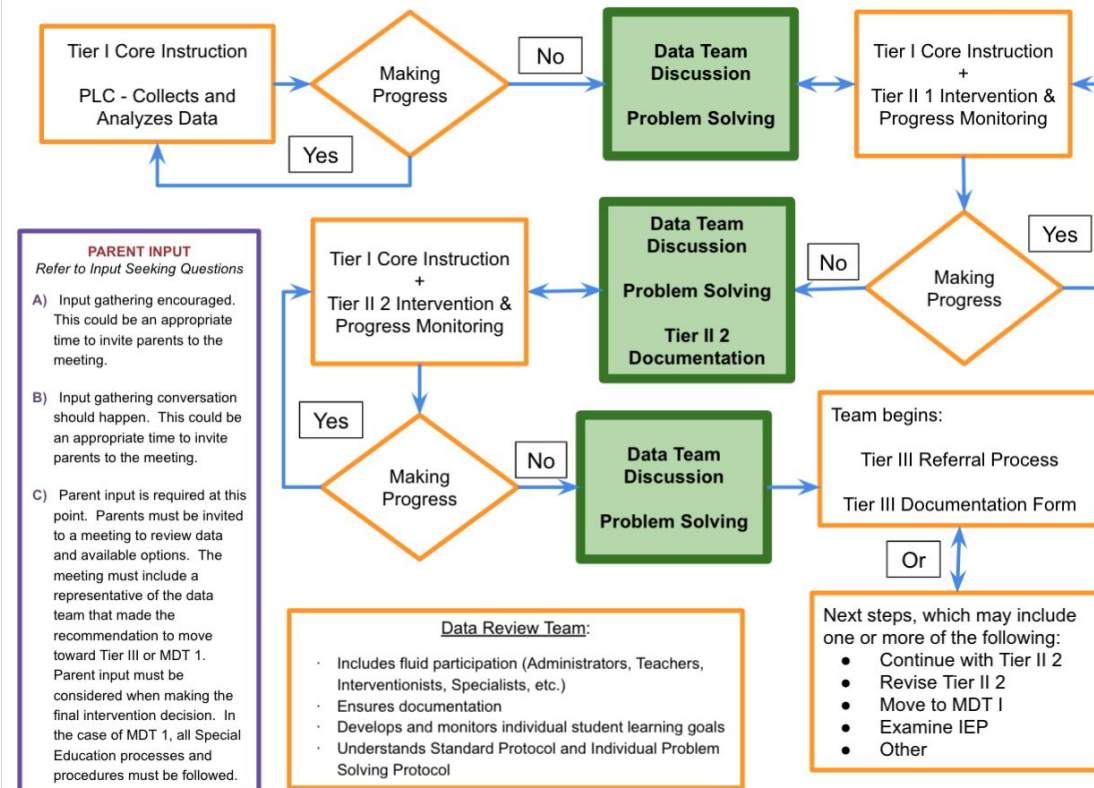 Tier I Core Instruction
PLC - Collects and
Analyzes Data
Making
Progress
Yes
No
Data Team
Discussion
Problem Solving
Tier I Core Instruction
+
Tier II 1 Intervention &
Progress Monitoring
Making
Progress
Yes
No
Data Team
Discussion
Problem Solving
Tier II 2
Documentation
Tier I Core Instruction
+
Tier II 2 Intervention &
Progress Monitoring
Making
Progress
Yes
No
Data Team
Discussion
Problem Solving
Team begins:
Tier III Referral Process
Tier III Documentation Form
Or
Next steps, which may include
one or more of the following:
● Continue with Tier II 2
● Revise Tier II 2
● Move to MDT I
● Examine IEP
● Other
PARENT INPUT
Refer to Input Seeking Questions
A) Input gathering encouraged.
This could be an appropriate
time to invite parents to the
meeting.
B) Input gathering conversation
should happen. This could be
an appropriate time to invite
parents to the meeting.
C) Parent input is required at this
point. Parents must be invited
to a meeting to review data
and available options. The
meeting must include a
representative of the data
team that made the
recommendation to move
toward Tier III or MDT 1.
Parent input must be
considered when making the
final intervention decision. In
the case of MDT 1, all Special
Education processes and
procedures must be followed.
Data Review Team:
· Includes fluid participation (Administrators, Teachers,
Interventionists, Specialists, etc.)
· Ensures documentation
· Develops and monitors individual student learning goals
· Understands Standard Protocol and Individual Problem
Solving Protocol